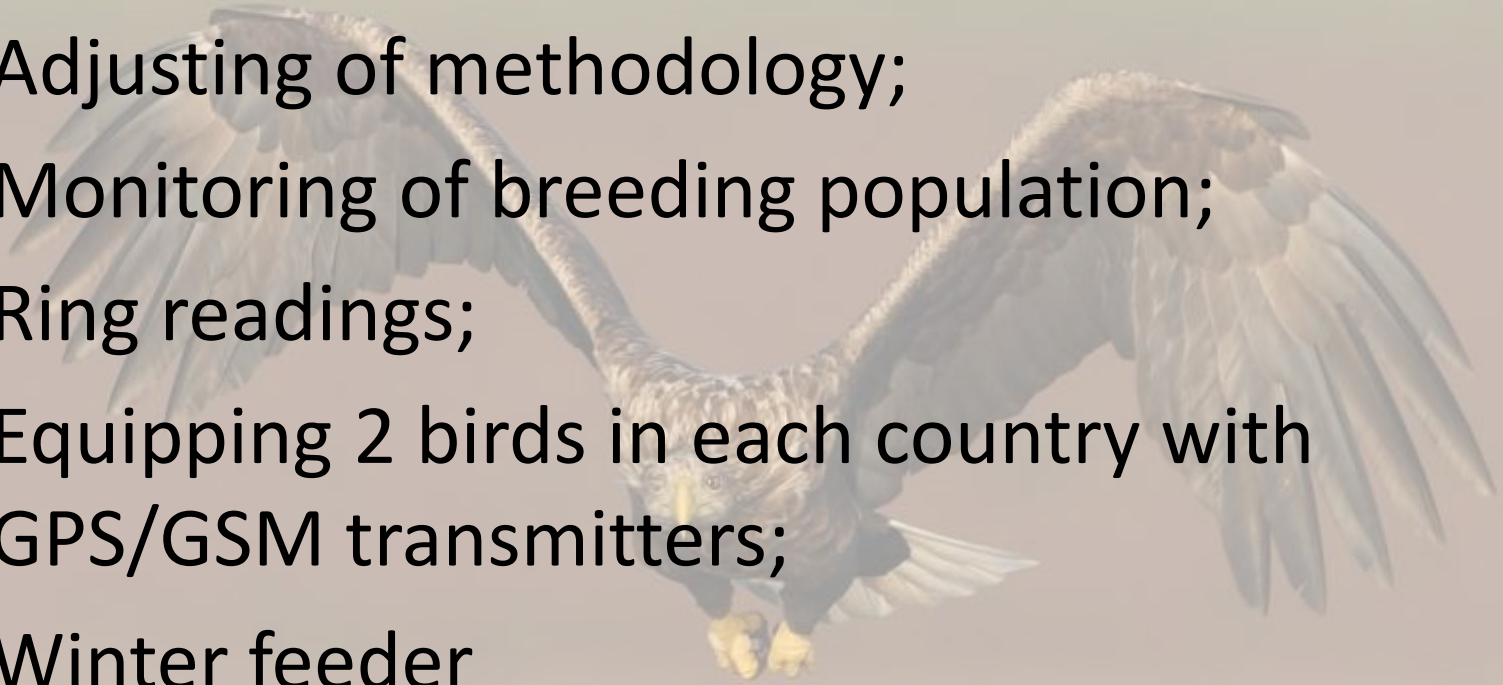 Adjusting of methodology;
Monitoring of breeding population;
Ring readings;
Equipping 2 birds in each country with
GPS/GSM transmitters;
Winter feeder